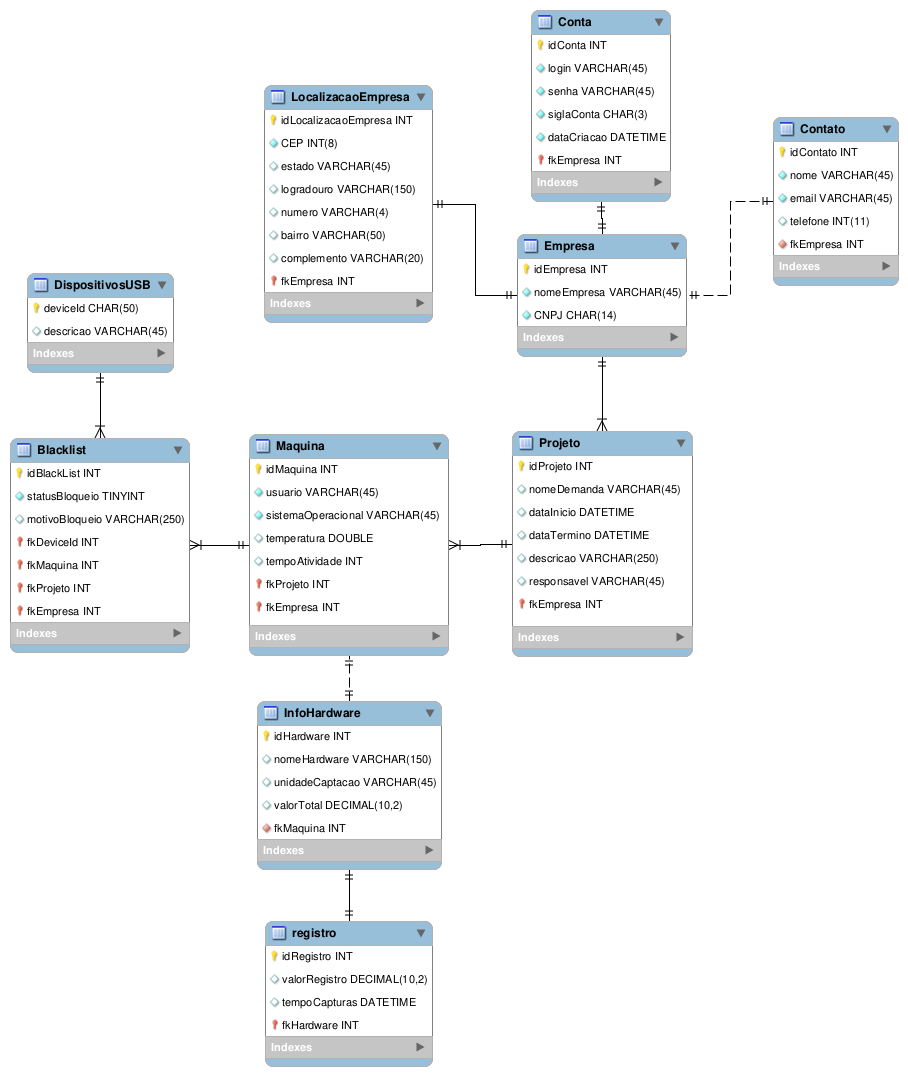 Conta
idConta INT
login VARCHAR(45)
senha VARCHAR(45)
siglaConta CHAR(3)
dataCriacao DATETIME
fkEmpresa INT
Indexes
LocalizacaoEmpresa
idLocalizacaoEmpresa INT
CEP INT(8)
estado VARCHAR(45)
logradouro VARCHAR(150)
numero VARCHAR(4)
bairro VARCHAR(50)
complemento VARCHAR(20)
fkEmpresa INT
Indexes
Contato
idContato INT
nome VARCHAR(45)
email VARCHAR(45)
telefone INT(11)
fkEmpresa INT
Indexes
Empresa
idEmpresa INT
nomeEmpresa VARCHAR(45)
CNPJ CHAR(14)
Indexes
DispositivosUSB
deviceId CHAR(50)
descricao VARCHAR(45)
Indexes
Blacklist
idBlackList INT
statusBloqueio TINYINT
motivoBloqueio VARCHAR(250)
fkDeviceId INT
fkMaquina INT
fkProjeto INT
fkEmpresa INT
Indexes
Maquina
idMaquina INT
usuario VARCHAR(45)
sistemaOperacional VARCHAR(45)
temperatura DOUBLE
tempoAtividade INT
fkProjeto INT
fkEmpresa INT
Indexes
Projeto
idProjeto INT
nomeDemanda VARCHAR(45)
dataInicio DATETIME
dataTermino DATETIME
descricao VARCHAR(250)
responsavel VARCHAR(45)
fkEmpresa INT
Indexes
InfoHardware
idHardware INT
nomeHardware VARCHAR(150)
unidadeCaptacao VARCHAR(45)
valorTotal DECIMAL(10,2)
fkMaquina INT
Indexes
registro
idRegistro INT
valorRegistro DECIMAL(10,2)
tempoCapturas DATETIME
fkHardware INT
Indexes